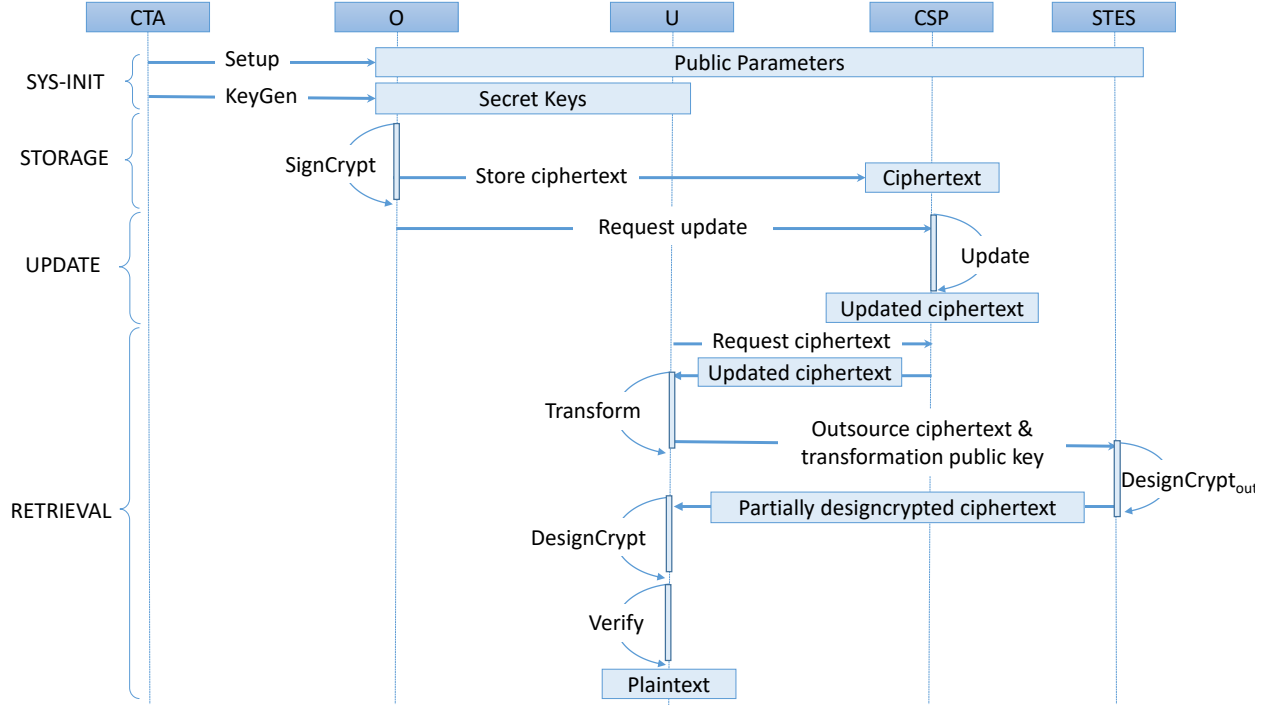 CTA O U CSP STES
SYS-INIT
Setup
Public Parameters
KeyGen
Secret Keys
STORAGE
SignCrypt
Store ciphertext
Ciphertext
UPDATE
Request update
Update
Updated ciphertext
RETRIEVAL
Request ciphertext
Updated ciphertext
Transform
Outsource ciphertext &
transformation public key
DesignCryptout
Partially designcrypted ciphertext
DesignCrypt
Verify
Plaintext